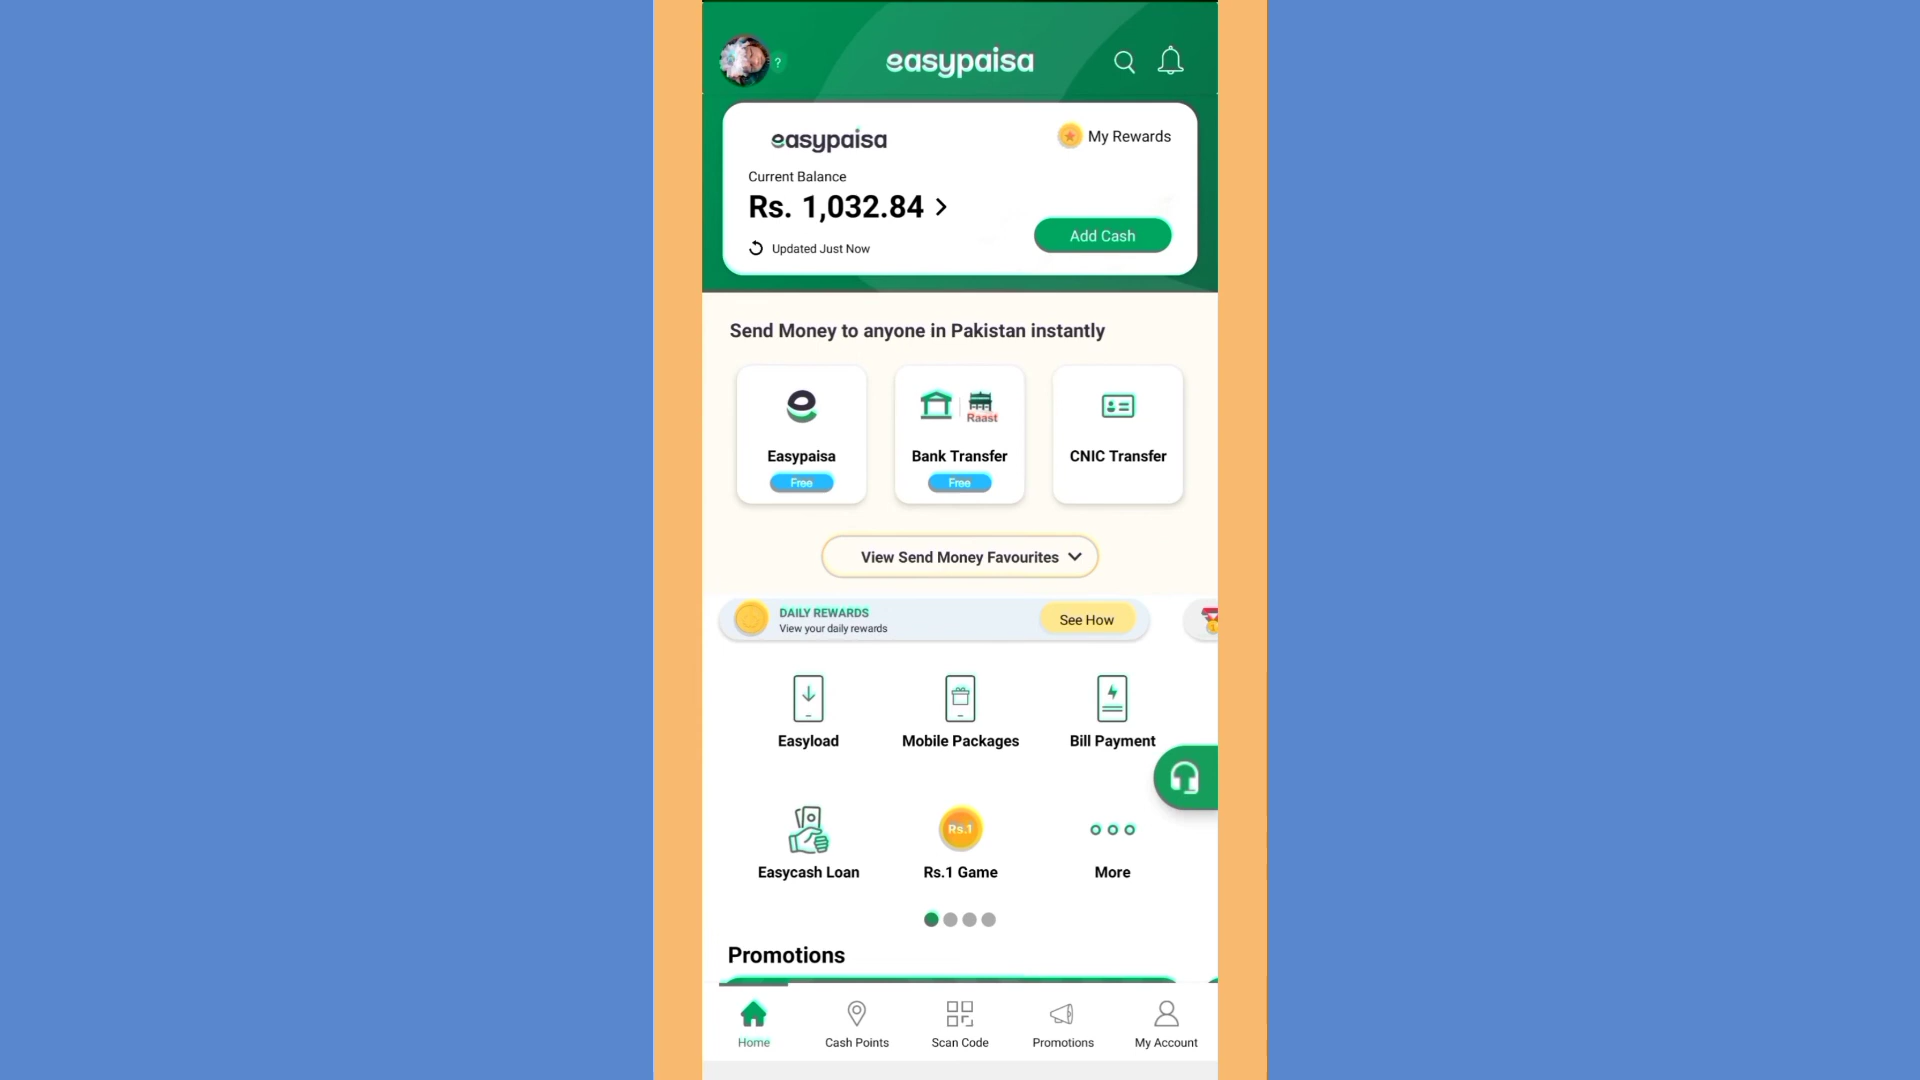 ?
easypaisa
easypaisa
My Rewards
Current Balance
Rs. 1,032.84
Updated Just Now
Add Cash
Send Money to anyone in Pakistan instantly
Raast
Easypaisa
Bank Transfer
CNIC Transfer
Free
Free
View Send Money Favourites
DAILY REWARDS
View your daily rewards
See How
Easyload
Mobile Packages
Bill Payment
Rs.1
Easycash Loan
Rs.1 Game
More
Promotions
Home
Cash Points
Scan Code
Promotions
My Account